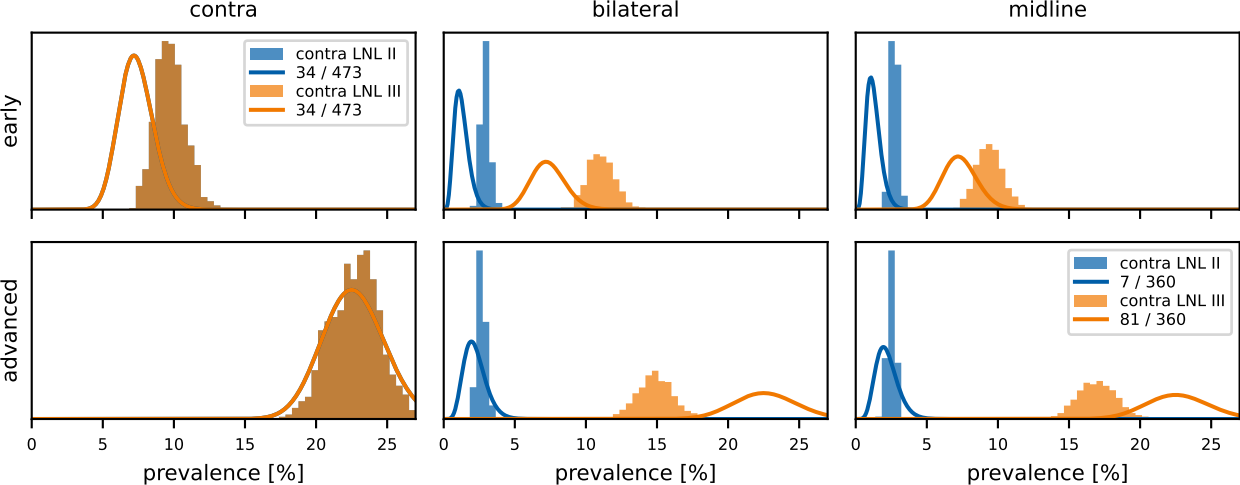 contra
bilateral
midline
early
contra LNL II
34 / 473
contra LNL III
34 / 473
advanced
contra LNL II
7 / 360
contra LNL III
81 / 360
0 5 10 15 20 25
0 5 10 15 20 25
0 5 10 15 20 25
prevalence [%]
prevalence [%]
prevalence [%]